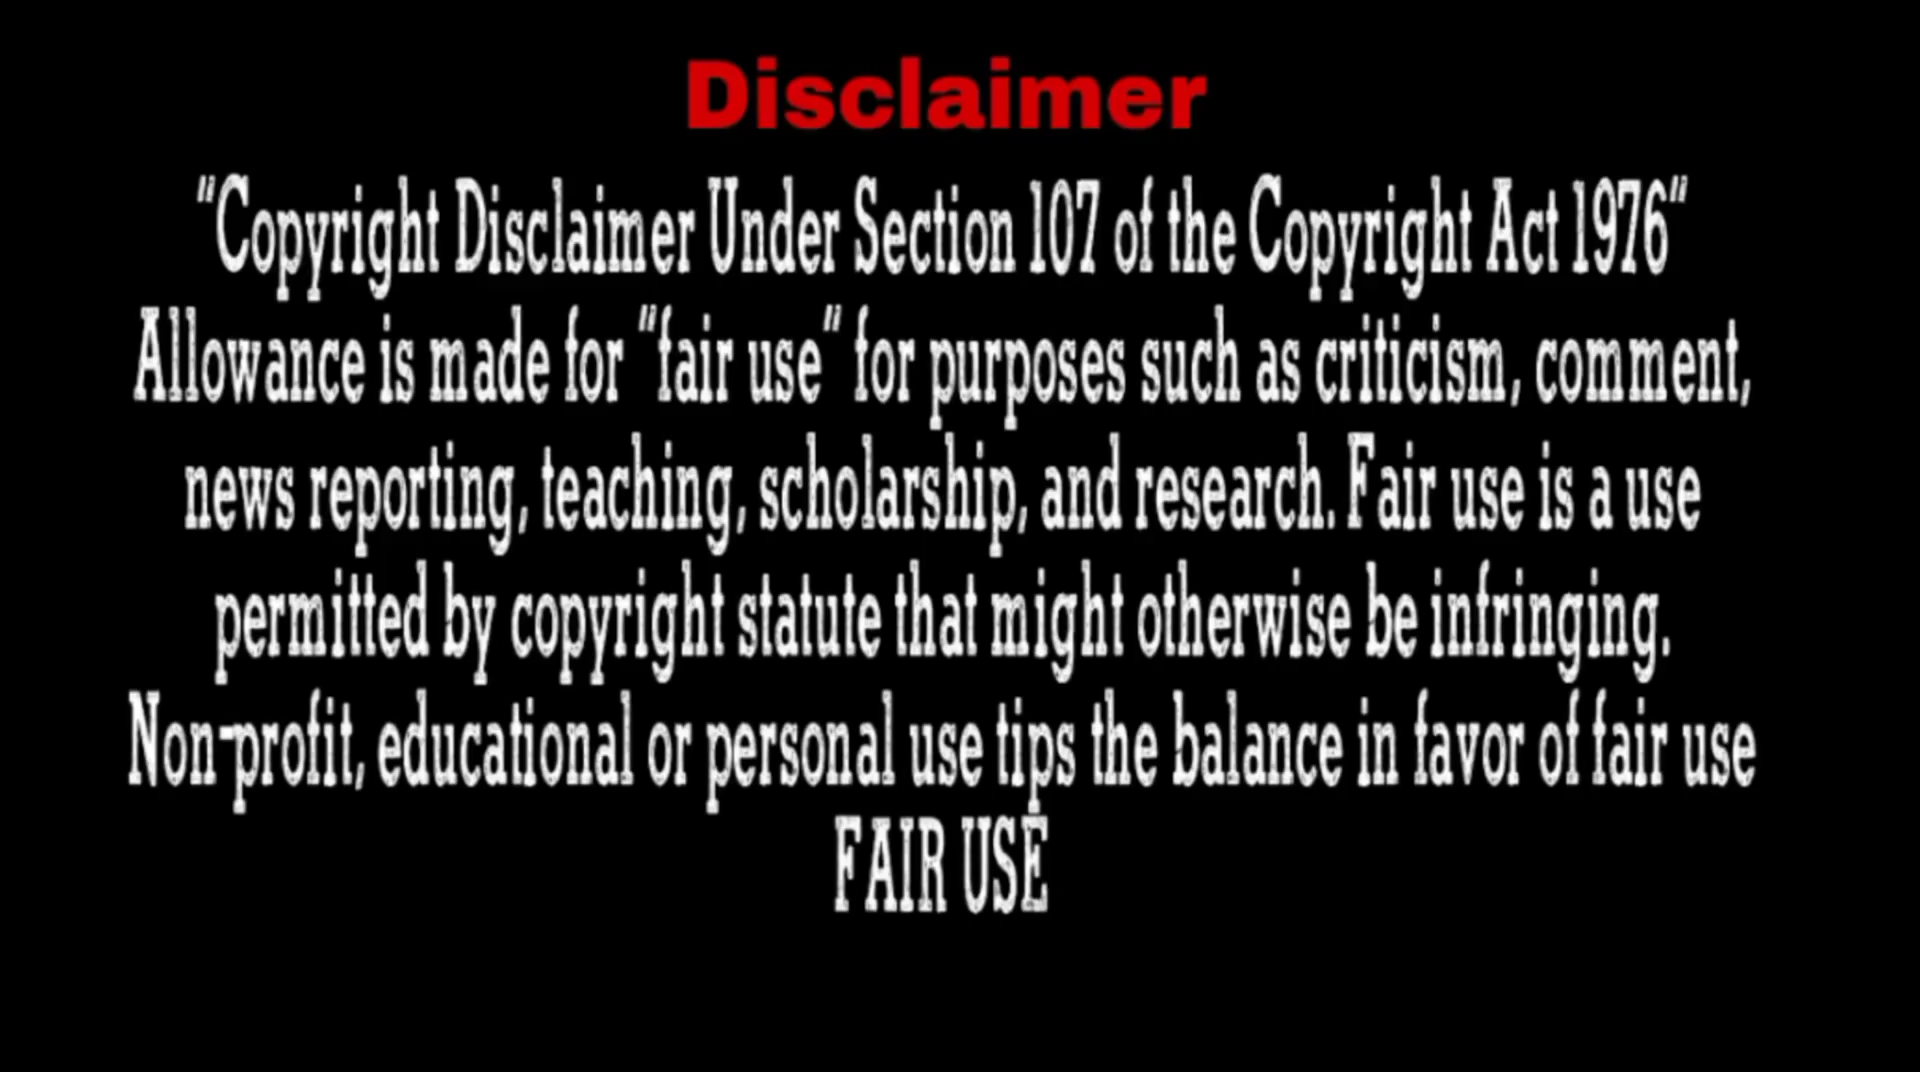 Disclaimer
"Copyright Disclaimer Under Section 107 of the Copyright Act 1976"
Allowance is made for "fair use" for purposes such as criticism, comment,
news reporting, teaching, scholarship, and research. Fair use is a use
permitted by copyright statute that might otherwise be infringing.
Non-profit, educational or personal use tips the balance in favor of fair use
FAIR USE